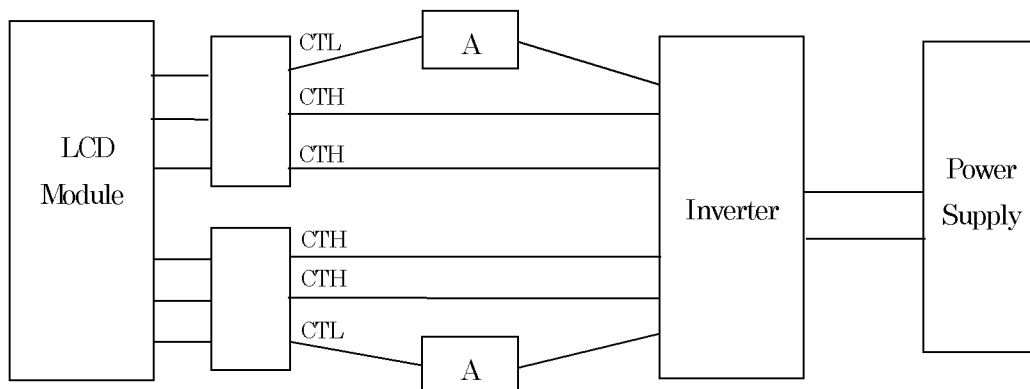 CTL
A
CTH
CTH
LCD
Module
Inverter
Power
Supply
CTH
CTH
CTL
A